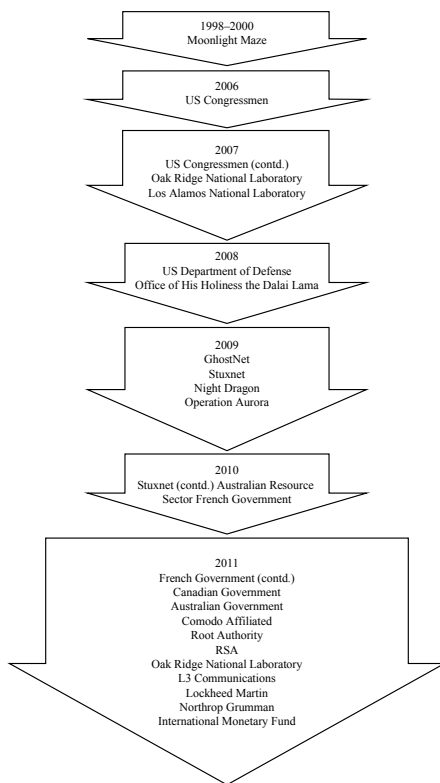 1998–2000
Moonlight Maze
2006
US Congressmen
2007
US Congressmen (contd.)
Oak Ridge National Laboratory
Los Alamos National Laboratory
2008
US Department of Defense
Office of His Holiness the Dalai Lama
2009
GhostNet
Stuxnet
Night Dragon
Operation Aurora
2010
Stuxnet (contd.) Australian Resource
Sector French Government
2011
French Government (contd.)
Canadian Government
Australian Government
Comodo Affiliated
Root Authority
RSA
Oak Ridge National Laboratory
L3 Communications
Lockheed Martin
Northrop Grumman
International Monetary Fund